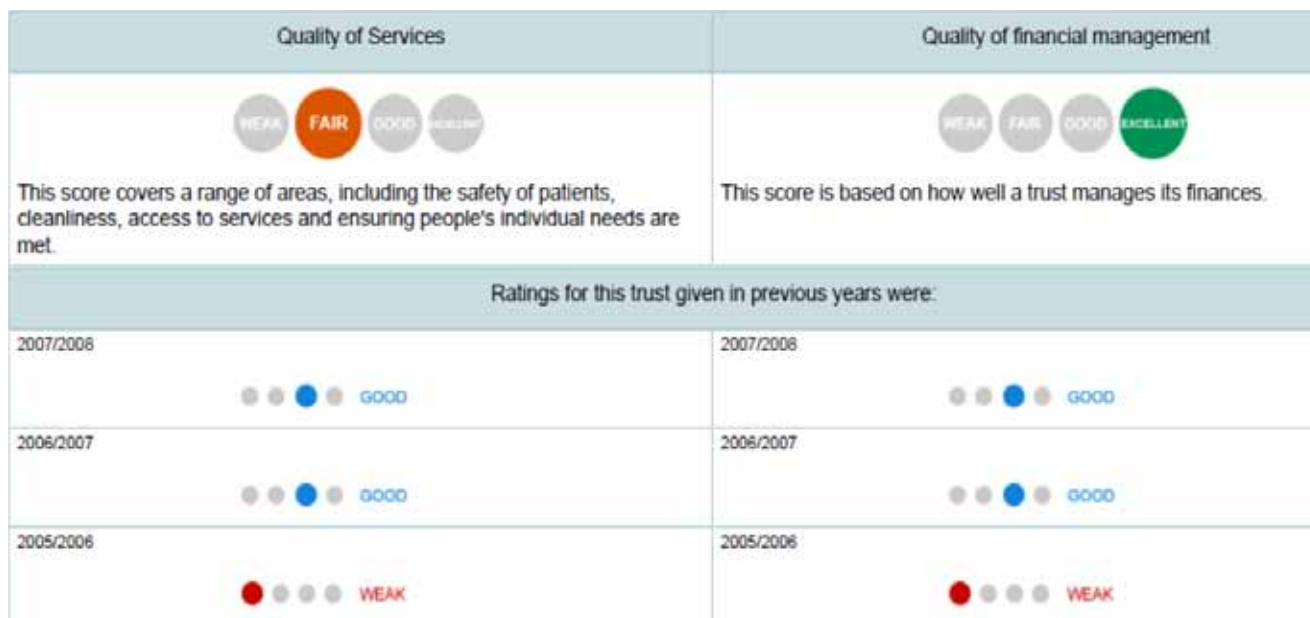 Quality of Services
Quality of financial management
WEAK FAIR GOOD EXCELLENT
WEAK FAIR GOOD EXCELLENT
This score covers a range of areas, including the safety of patients,
cleanliness, access to services and ensuring people's individual needs are
met.
This score is based on how well a trust manages its finances.
Ratings for this trust given in previous years were:
2007/2008
GOOD
2007/2008
GOOD
2006/2007
GOOD
2006/2007
GOOD
2005/2006
WEAK
2005/2006
WEAK